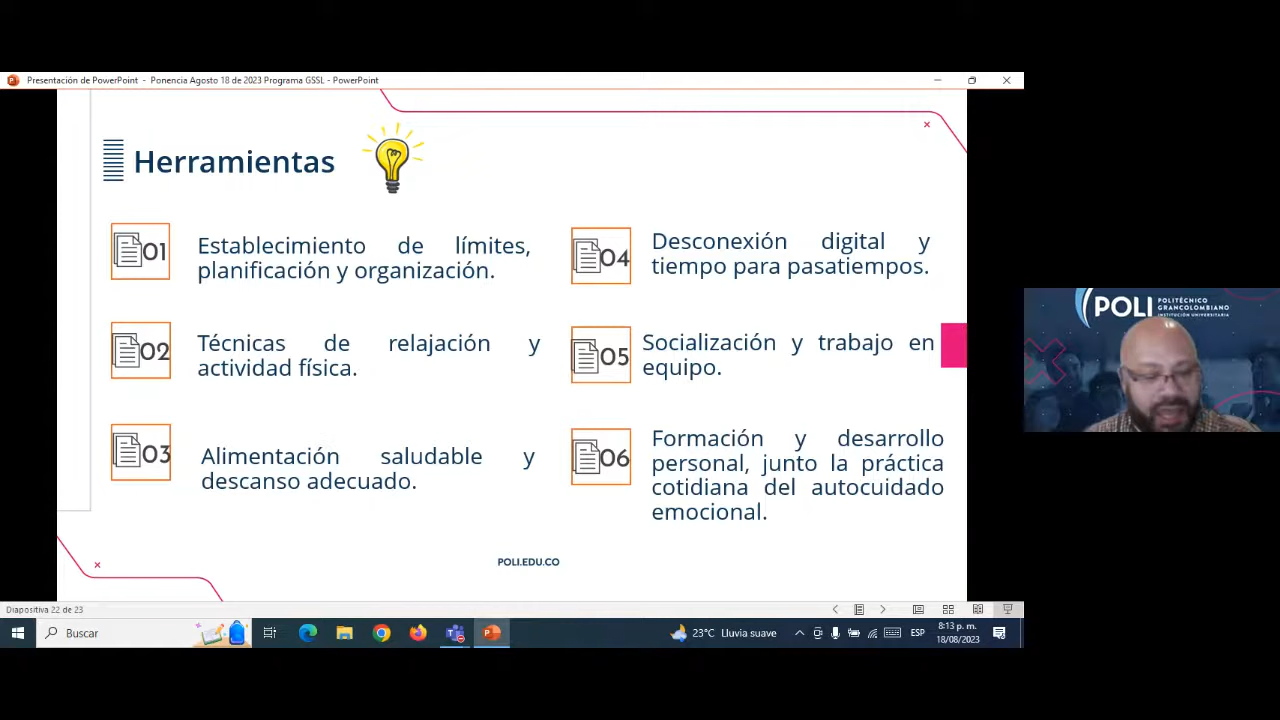 Presentación de PowerPoint - Ponencia Agosto 18 de 2023 Programa GSSL - PowerPoint
Herramientas
01
Establecimiento de límites,
planificación y organización.
02
Técnicas de relajación y
actividad física.
03
Alimentación saludable y
descanso adecuado.
04
Desconexión digital y
tiempo para pasatiempos.
05
Socialización y trabajo en
equipo.
06
Formación y desarrollo
personal, junto la práctica
cotidiana del autocuidado
emocional.
POLI.EDU.CO
POLI
POLITÉCNICO
GRANCOLOMBIANO
INSTITUCIÓN UNIVERSITARIA
Diapositiva 22 de 23
Buscar
23°C Lluvia suave
ESP
8:13 p. m.
18/08/2023